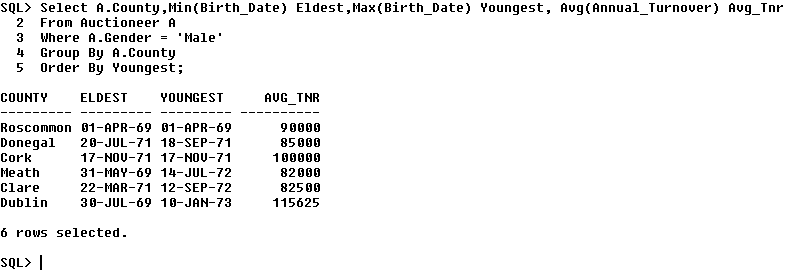 SQL> Select A.County,Min(Birth_Date) Eldest,Max(Birth_Date) Youngest, Avg(Annual_Turnover) Avg_Tnr
2 From Auctioneer A
3 Where A.Gender = 'Male'
4 Group By A.County
5 Order By Youngest;
COUNTY ELDEST YOUNGEST AVG_TNR
--------- --------- --------- ----------
Roscommon 01-APR-69 01-APR-69 90000
Donegal 20-JUL-71 18-SEP-71 85000
Cork 17-NOV-71 17-NOV-71 100000
Meath 31-MAY-69 14-JUL-72 82000
Clare 22-MAR-71 12-SEP-72 82500
Dublin 30-JUL-69 10-JAN-73 115625
6 rows selected.
SQL>